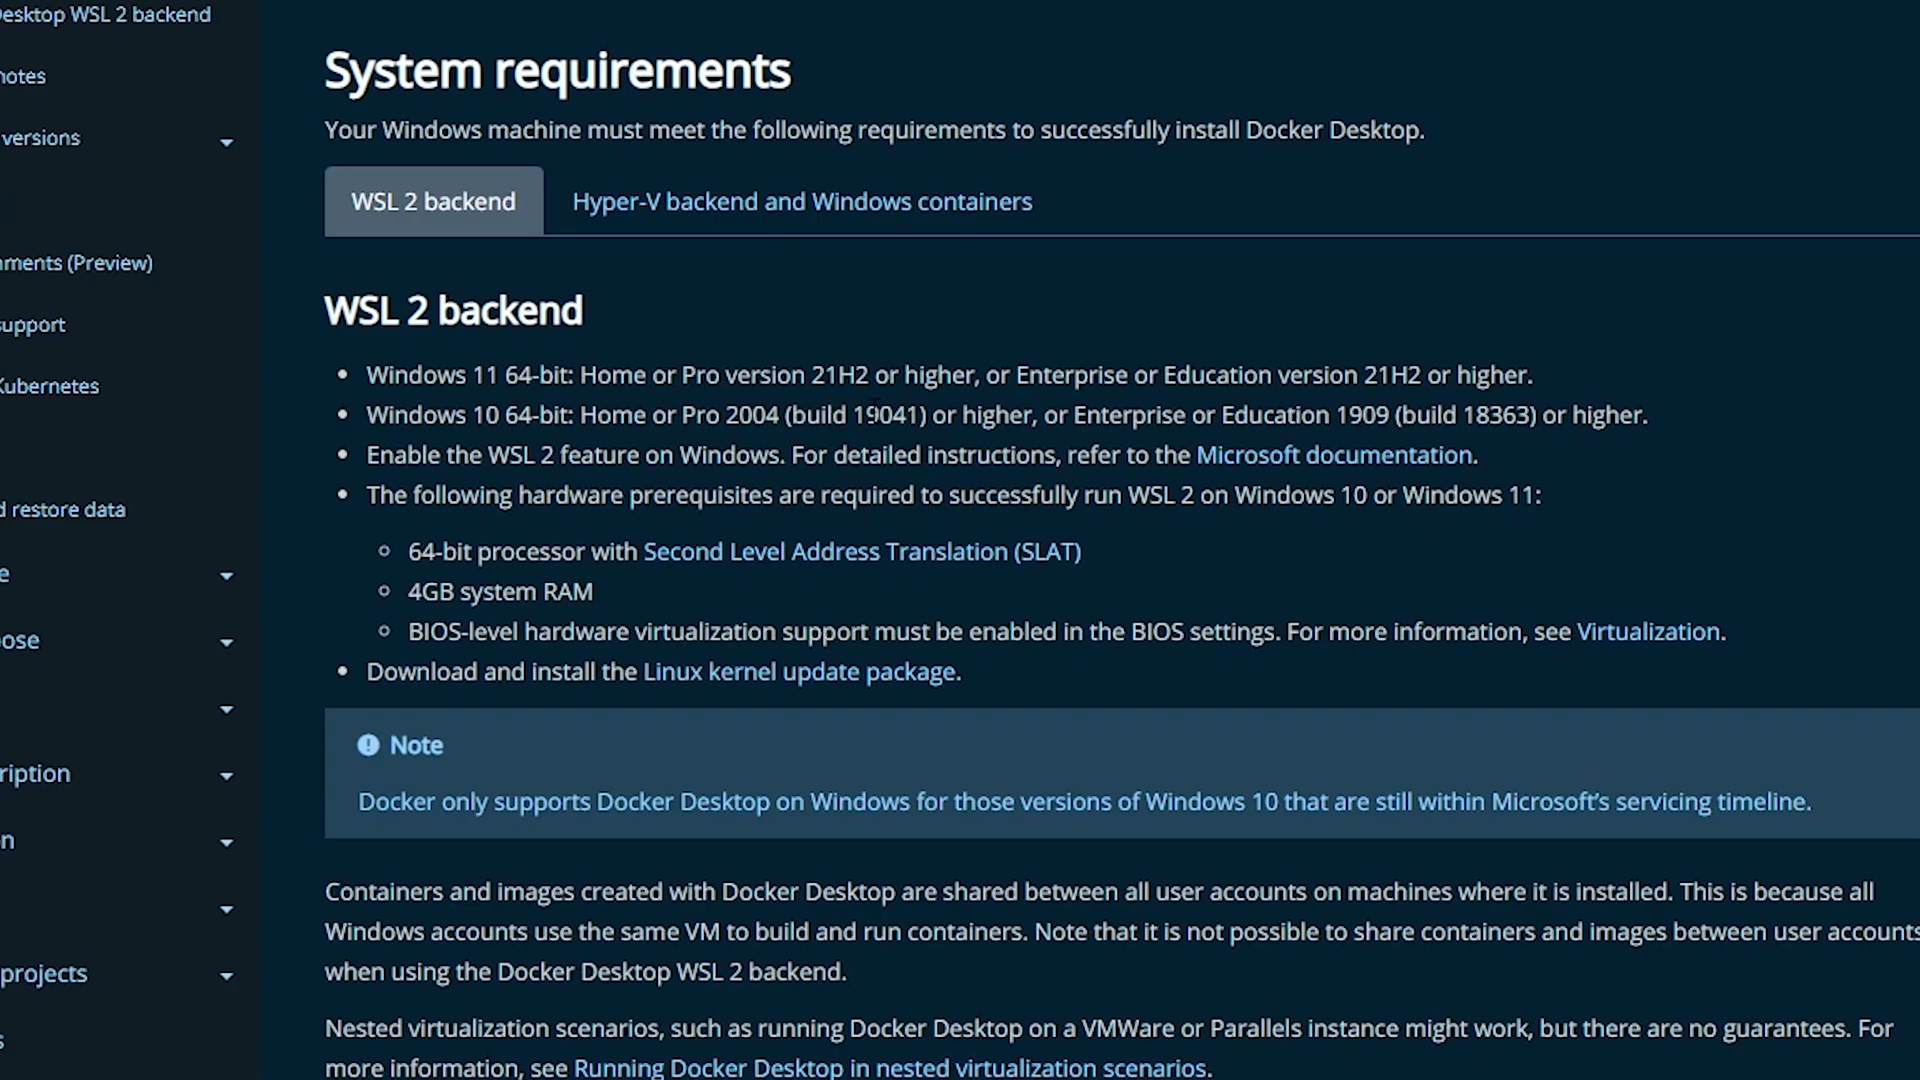 Desktop WSL 2 backend
notes
versions
ments (Preview)
support
Kubernetes
d restore data
e
ose
ription
n
projects
s
System requirements
Your Windows machine must meet the following requirements to successfully install Docker Desktop.
WSL 2 backend
Hyper-V backend and Windows containers
WSL 2 backend
• Windows 11 64-bit: Home or Pro version 21H2 or higher, or Enterprise or Education version 21H2 or higher.
• Windows 10 64-bit: Home or Pro 2004 (build 19041) or higher, or Enterprise or Education 1909 (build 18363) or higher.
• Enable the WSL 2 feature on Windows. For detailed instructions, refer to the Microsoft documentation.
• The following hardware prerequisites are required to successfully run WSL 2 on Windows 10 or Windows 11:
◦ 64-bit processor with Second Level Address Translation (SLAT)
◦ 4GB system RAM
◦ BIOS-level hardware virtualization support must be enabled in the BIOS settings. For more information, see Virtualization.
• Download and install the Linux kernel update package.
Note
Docker only supports Docker Desktop on Windows for those versions of Windows 10 that are still within Microsoft's servicing timeline.
Containers and images created with Docker Desktop are shared between all user accounts on machines where it is installed. This is because all
Windows accounts use the same VM to build and run containers. Note that it is not possible to share containers and images between user accounts
when using the Docker Desktop WSL 2 backend.
Nested virtualization scenarios, such as running Docker Desktop on a VMWare or Parallels instance might work, but there are no guarantees. For
more information, see Running Docker Desktop in nested virtualization scenarios.